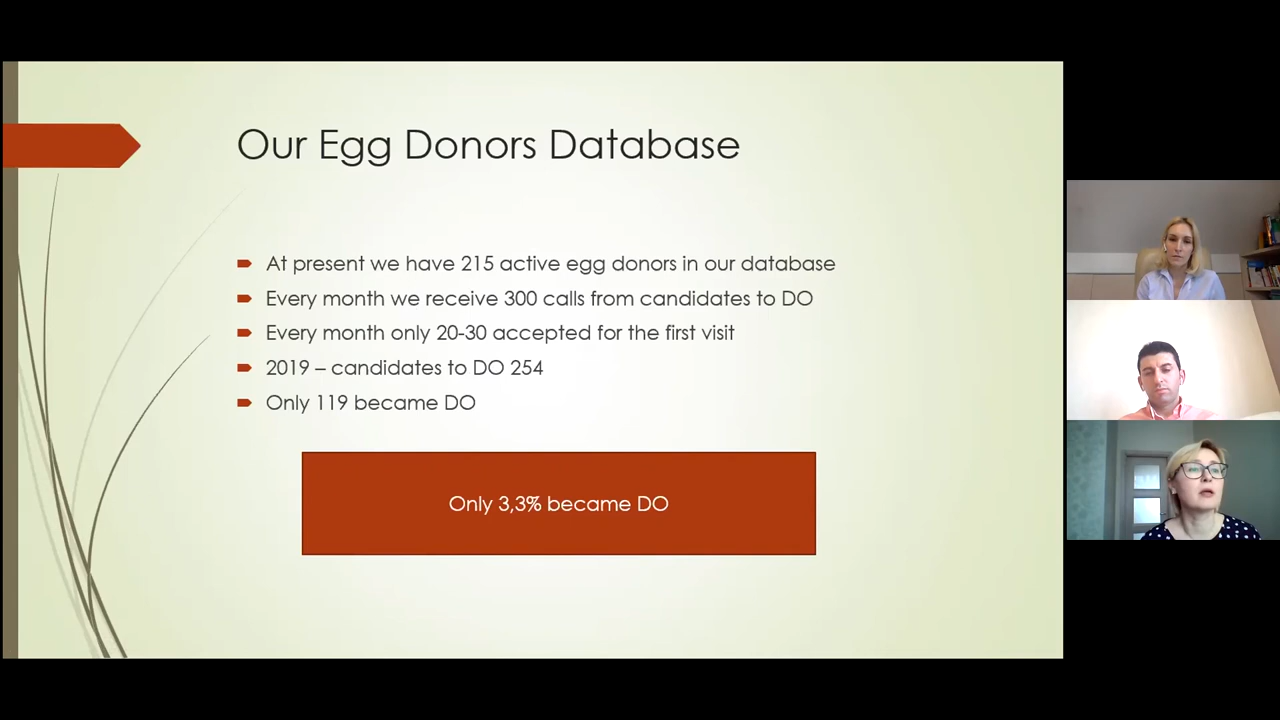 Our Egg Donors Database
At present we have 215 active egg donors in our database
Every month we receive 300 calls from candidates to DO
Every month only 20-30 accepted for the first visit
2019 – candidates to DO 254
Only 119 became DO
Only 3,3% became DO